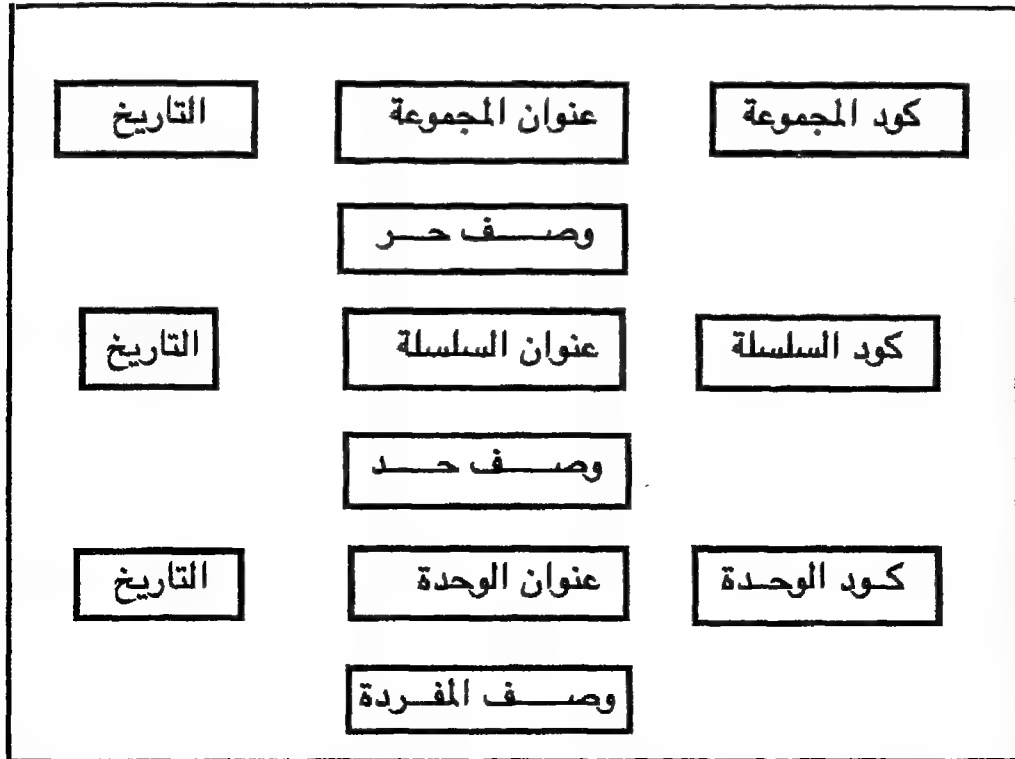 كود المجموعة عنوان المجموعة التاريخ
وصف حر
كود السلسلة عنوان السلسلة التاريخ
وصف حد
كود الوحدة عنوان الوحدة التاريخ
وصف المفردة